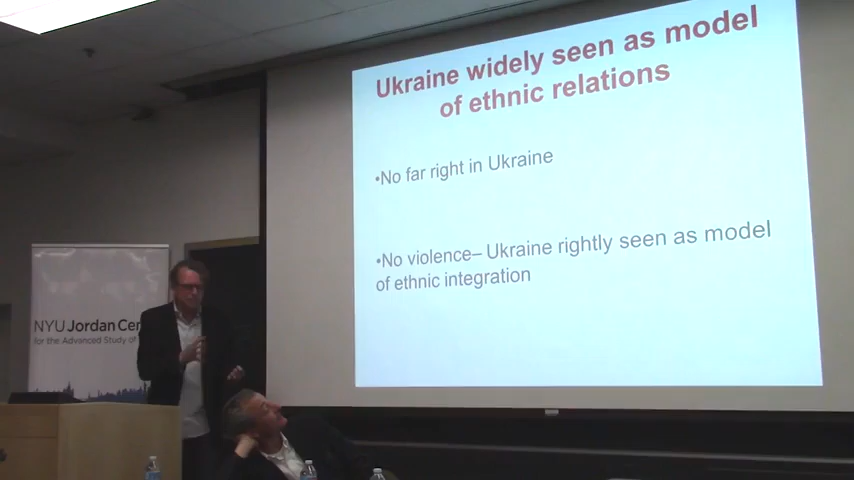 Ukraine widely seen as model
of ethnic relations
•No far right in Ukraine
•No violence– Ukraine rightly seen as model
of ethnic integration
NYU Jordan Cen
for the Advanced Study of